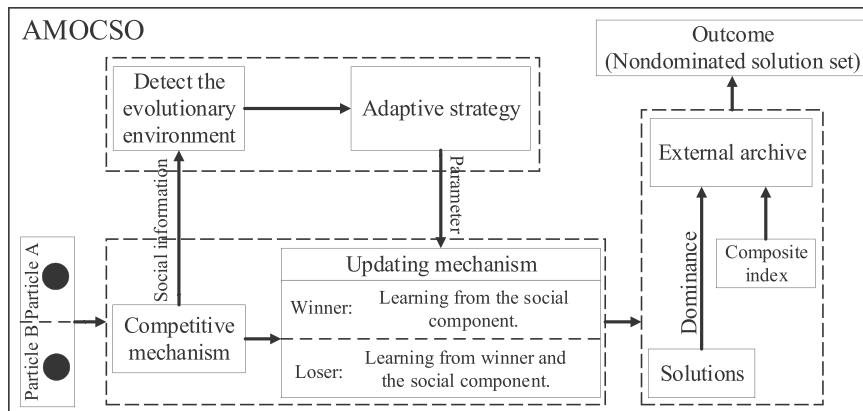 AMOCSO
Outcome
(Nondominated solution set)
Detect the
evolutionary
environment
Adaptive strategy
External archive
Social information
Parameter
Particle A
Particle B
Competitive
mechanism
Updating mechanism
Winner: Learning from the social
component.
Loser: Learning from winner and
the social component.
Composite
index
Dominance
Solutions